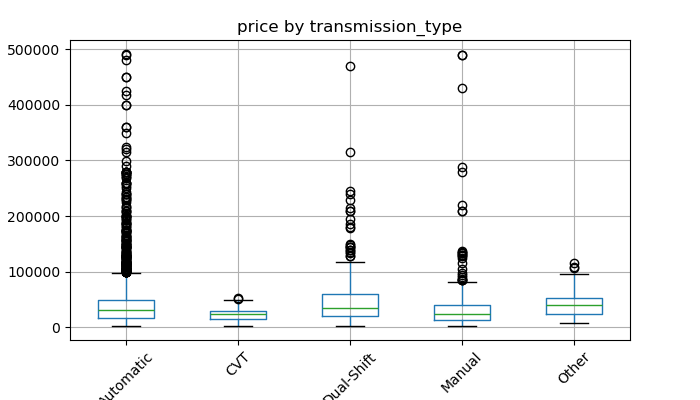 price by transmission_type
500000
400000
300000
200000
100000
0
Automatic
CVT
Dual-Shift
Manual
Other